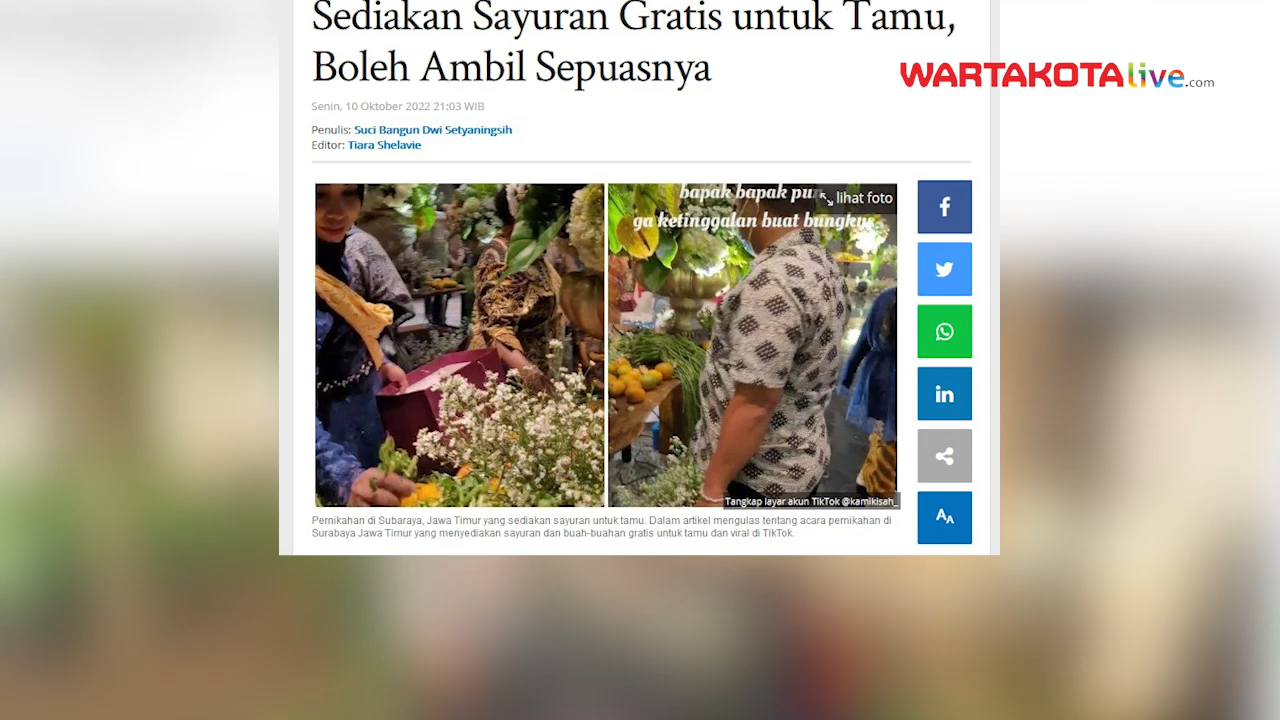 Sediakan Sayuran Gratis untuk Tamu,
Boleh Ambil Sepuasnya
WARTAKOTAlive.com
Senin, 10 Oktober 2022 21:03 WIB
Penulis: Suci Bangun Dwi Setyaningsih
Editor: Tiara Shelavie
bapak bapak pu
lihat foto
ga ketinggalan buat bungkus
Tangkap layar akun TikTok @kamikisah_
Pernikahan di Subaraya, Jawa Timur yang sediakan sayuran untuk tamu. Dalam artikel mengulas tentang acara pernikahan di
Surabaya Jawa Timur yang menyediakan sayuran dan buah-buahan gratis untuk tamu dan viral di TikTok.
AA